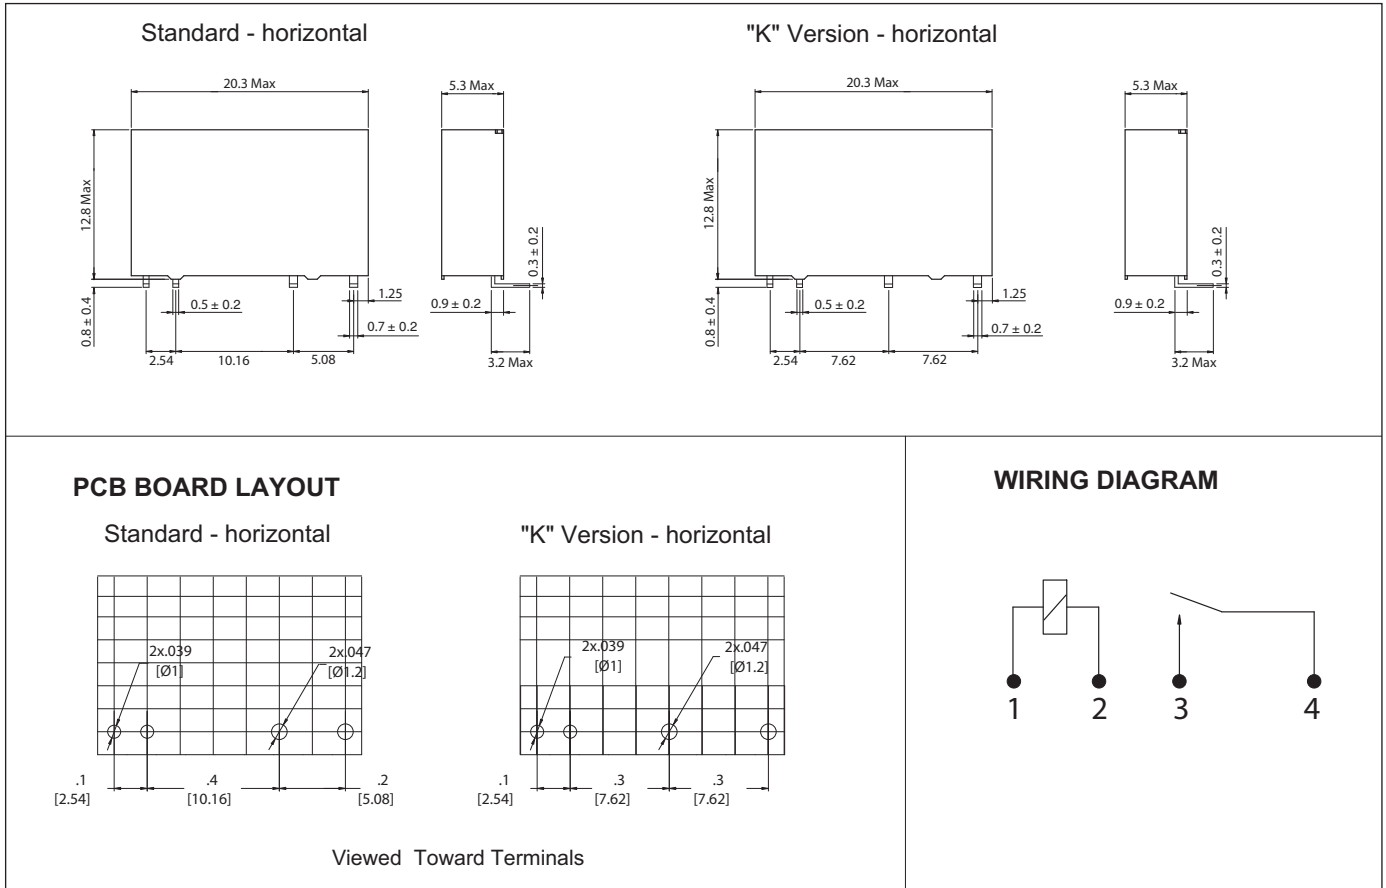 Standard - horizontal
20.3 Max
5.3 Max
12.8 Max
0.8 ± 0.4
0.5 ± 0.2
1.25
0.7 ± 0.2
2.54
10.16
5.08
0.3 ± 0.2
0.9 ± 0.2
3.2 Max
"K" Version - horizontal
20.3 Max
5.3 Max
12.8 Max
0.8 ± 0.4
0.5 ± 0.2
1.25
0.7 ± 0.2
2.54
7.62
7.62
0.3 ± 0.2
0.9 ± 0.2
3.2 Max
PCB BOARD LAYOUT
Standard - horizontal
2x.039
[Ø1]
2x.047
[Ø1.2]
.1
[2.54]
.4
[10.16]
.2
[5.08]
"K" Version - horizontal
2x.039
[Ø1]
2x.047
[Ø1.2]
.1
[2.54]
.3
[7.62]
.3
[7.62]
Viewed Toward Terminals
WIRING DIAGRAM
1 2 3 4